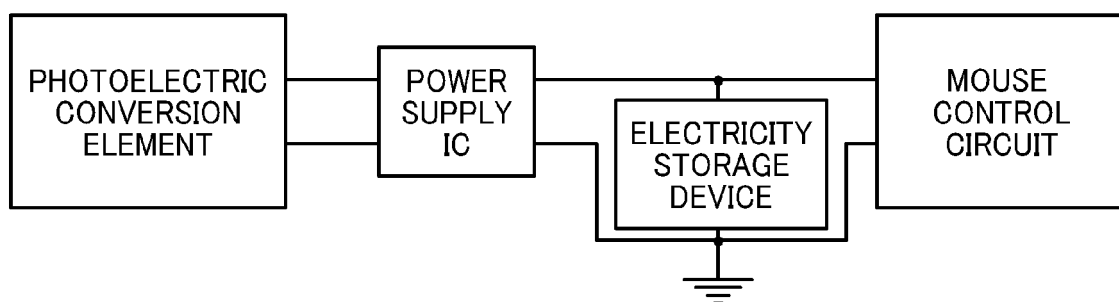 PHOTOELECTRIC
CONVERSION
ELEMENT
POWER
SUPPLY
IC
ELECTRICITY
STORAGE
DEVICE
MOUSE
CONTROL
CIRCUIT